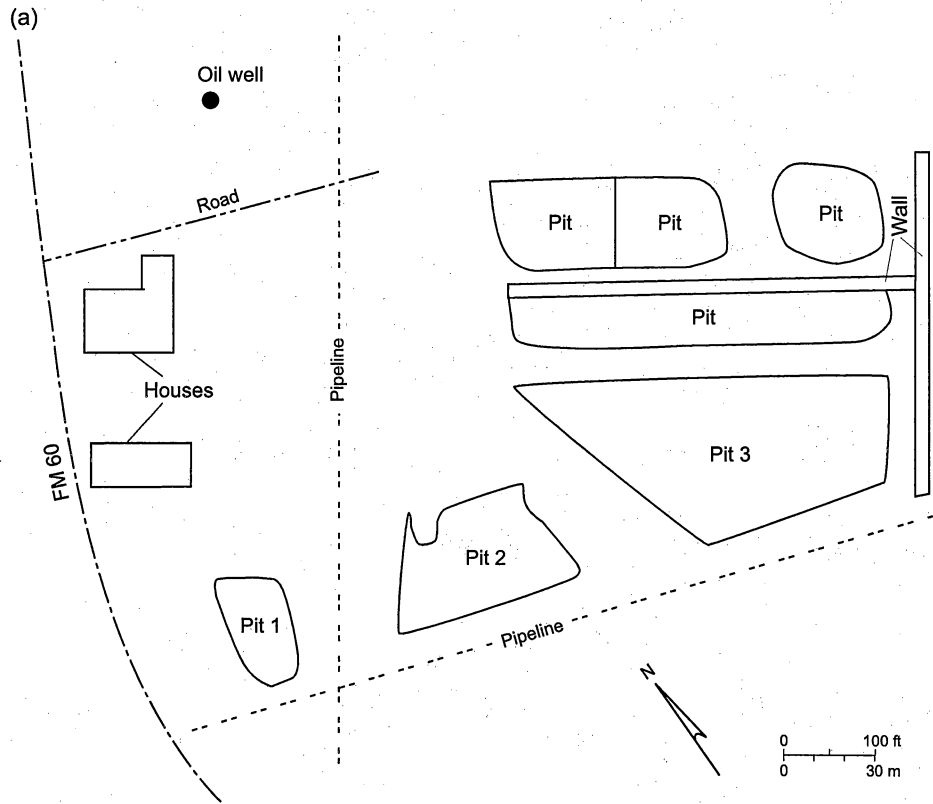 (a)
Oil well
Road
Pit
Pit
Pit
Wall
Pit
Pipeline
Houses
FM 60
Pit 3
Pit 2
Pit 1
Pipeline
N
0 100 ft
0 30 m